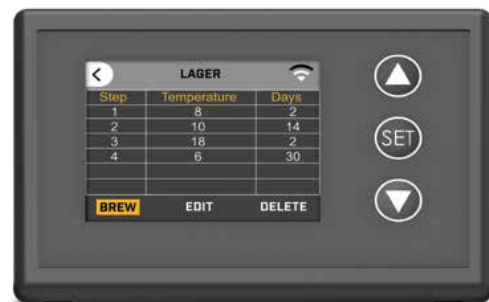 LAGER
Step Temperature Days
1 8 2
2 10 14
3 18 2
4 6 30
BREW EDIT DELETE
SET